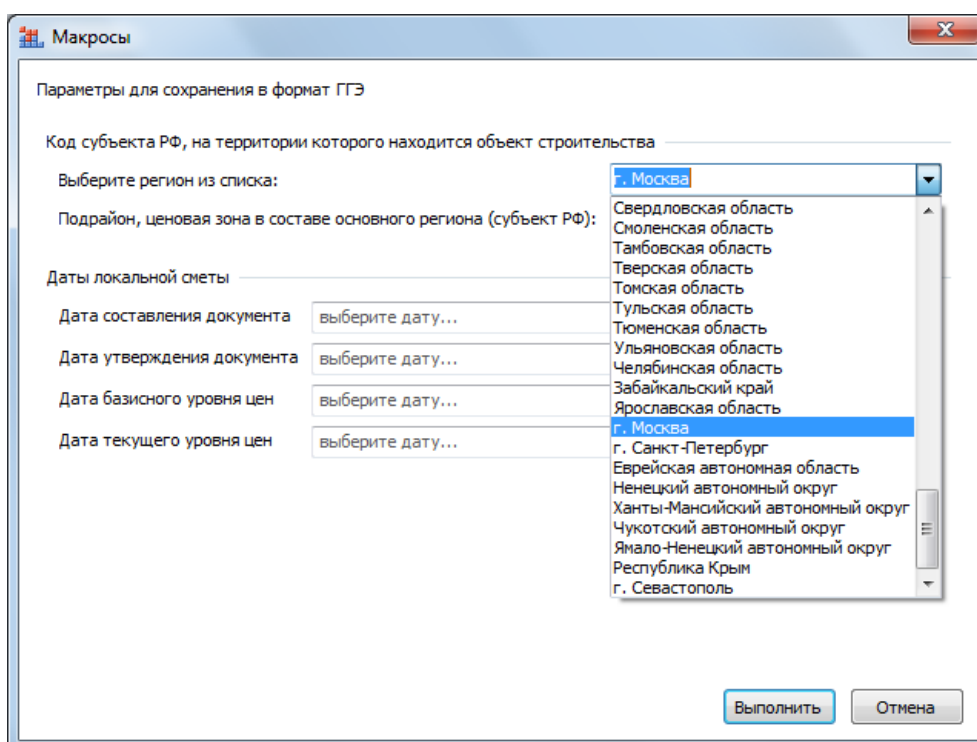 Макросы
Параметры для сохранения в формат ГГЭ
Код субъекта РФ, на территории которого находится объект строительства
Выберите регион из списка:
г. Москва
Подрайон, ценовая зона в составе основного региона (субъект РФ):
Свердловская область
Смоленская область
Тамбовская область
Тверская область
Томская область
Тульская область
Тюменская область
Ульяновская область
Челябинская область
Забайкальский край
Ярославская область
г. Москва
г. Санкт-Петербург
Еврейская автономная область
Ненецкий автономный округ
Ханты-Мансийский автономный округ
Чукотский автономный округ
Ямало-Ненецкий автономный округ
Республика Крым
г. Севастополь
Даты локальной сметы
Дата составления документа
выберите дату...
Дата утверждения документа
выберите дату...
Дата базисного уровня цен
выберите дату...
Дата текущего уровня цен
выберите дату...
Выполнить
Отмена